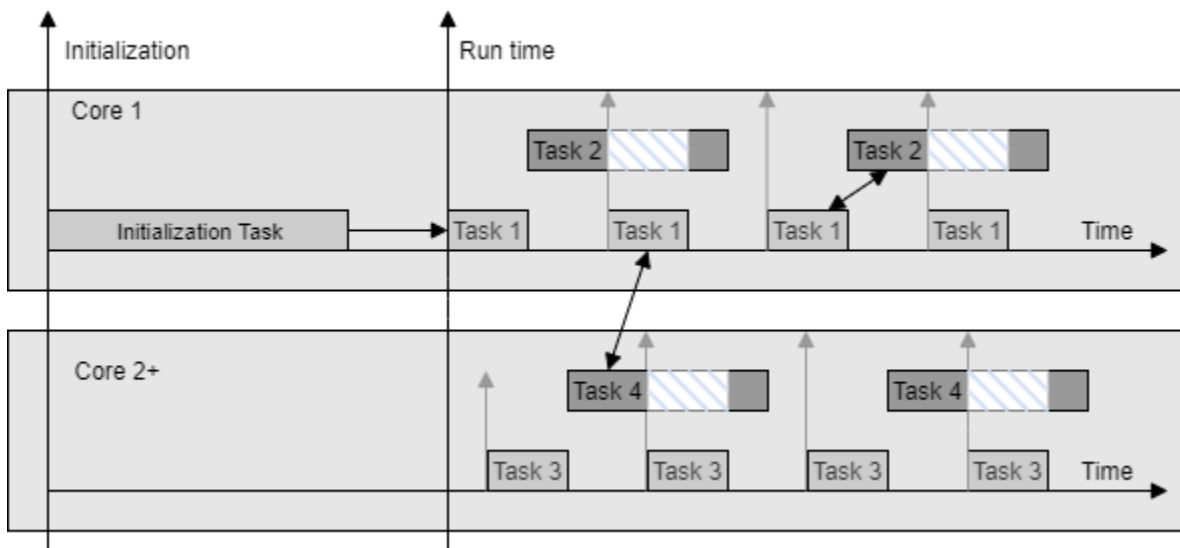 Initialization
Run time
Core 1
Task 2
Task 2
Initialization Task
Task 1
Task 1
Task 1
Task 1
Time
Core 2+
Task 4
Task 4
Task 3
Task 3
Task 3
Task 3
Time